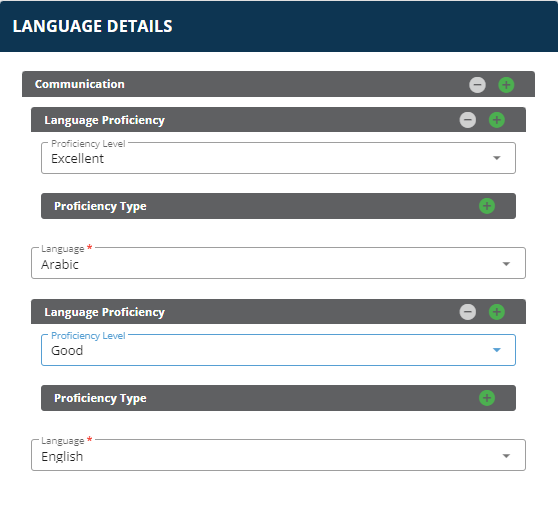 LANGUAGE DETAILS
Communication
Language Proficiency
Proficiency Level
Excellent
Proficiency Type
Language *
Arabic
Language Proficiency
Proficiency Level
Good
Proficiency Type
Language *
English